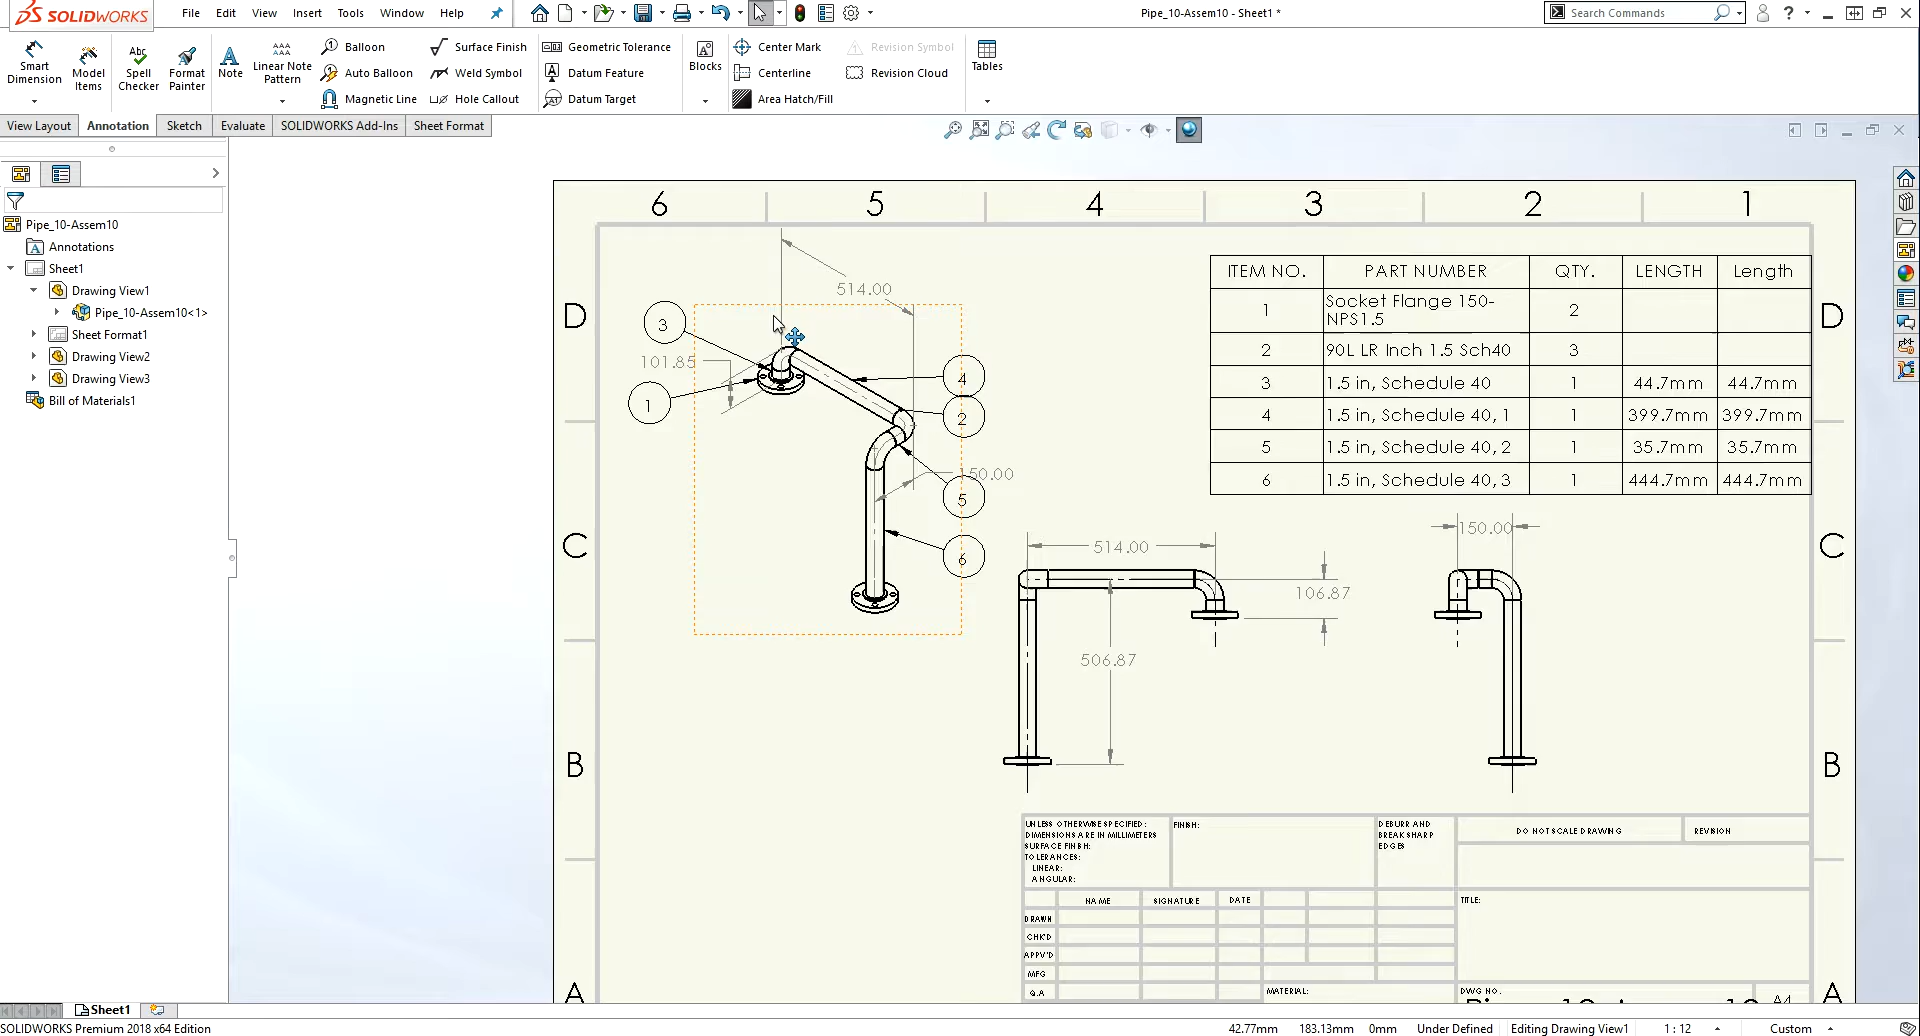 SOLIDWORKS
File
Edit
View
Insert
Tools
Window
Help
Pipe_10-Assem10 - Sheet1 *
Search Commands
Smart
Dimension
Model
Items
Abc
Spell
Checker
Format
Painter
Note
Linear Note
Pattern
Balloon
Auto Balloon
Magnetic Line
Surface Finish
Weld Symbol
Hole Callout
Geometric Tolerance
Datum Feature
Datum Target
Blocks
Center Mark
Centerline
Area Hatch/Fill
Revision Symbol
Revision Cloud
Tables
View Layout
Annotation
Sketch
Evaluate
SOLIDWORKS Add-Ins
Sheet Format
Pipe_10-Assem10
Annotations
Sheet1
Drawing View1
Pipe_10-Assem10<1>
Sheet Format1
Drawing View2
Drawing View3
Bill of Materials1
6 5 4 3 2 1
D
D
C
C
B
B
A
A
ITEM NO. PART NUMBER QTY. LENGTH Length
1 Socket Flange 150-
NPS1.5 2
2 90L LR Inch 1.5 Sch40 3
3 1.5 in, Schedule 40 1 44.7mm 44.7mm
4 1.5 in, Schedule 40, 1 1 399.7mm 399.7mm
5 1.5 in, Schedule 40, 2 1 35.7mm 35.7mm
6 1.5 in, Schedule 40, 3 1 444.7mm 444.7mm
514.00
3
101.85
1
4
2
150.00
5
6
514.00
106.87
506.87
150.00
UNLESS OTHERWISE SPECIFIED:
DIMENSIONS ARE IN MILLIMETERS
SURFACE FINISH:
TOLERANCES:
LINEAR:
ANGULAR:
FINISH:
DEBURR AND
BREAK SHARP
EDGES
DO NOT SCALE DRAWING
REVISION
NAME
SIGNATURE
DATE
TITLE:
DRAWN
CHK'D
APPV'D
MFG
Q.A
MATERIAL:
DWG NO.
A4
Sheet1
SOLIDWORKS Premium 2018 x64 Edition
42.77mm
183.13mm
0mm
Under Defined
Editing Drawing View1
1 : 12
Custom